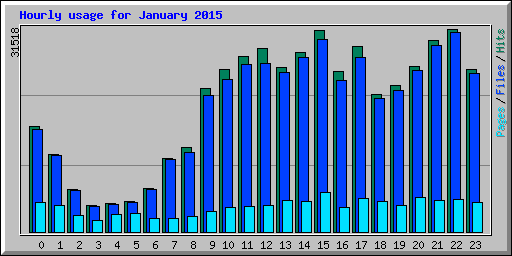 Hourly usage for January 2015
31518
Pages/Files/Hits
0 1 2 3 4 5 6 7 8 9 10 11 12 13 14 15 16 17 18 19 20 21 22 23